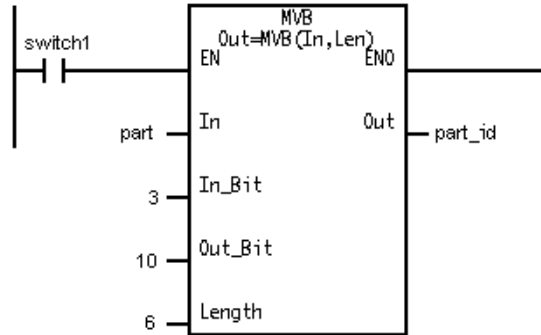 MVB
switch1
Out=MVB(In,Len)
EN ENO
part In Out part_id
3 In_Bit
10 Out_Bit
6 Length